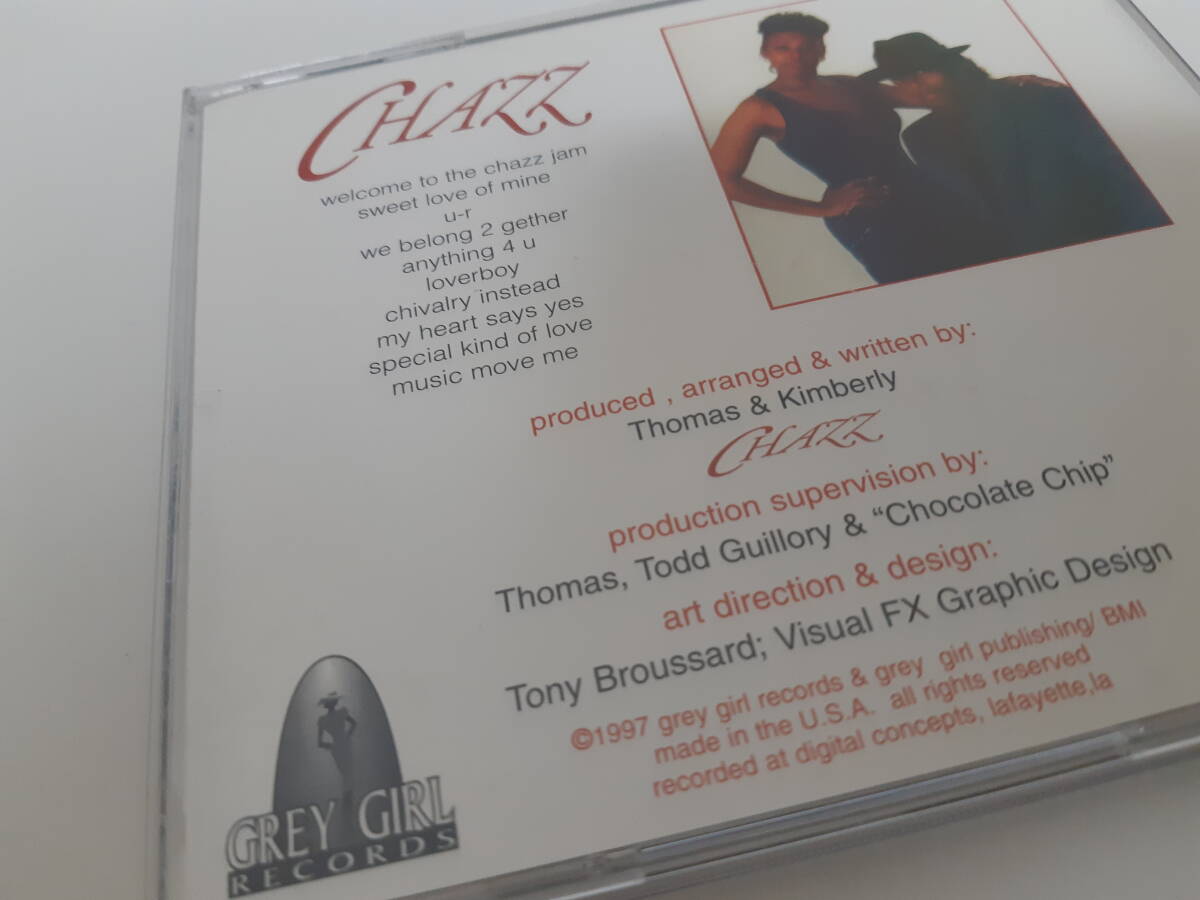 CHAZZ
welcome to the chazz jam
sweet love of mine
u-r
we belong 2 gether
anything 4 u
loverboy
chivalry instead
my heart says yes
special kind of love
music move me
produced , arranged & written by:
Thomas & Kimberly
CHAZZ
production supervision by:
Thomas, Todd Guillory & “Chocolate Chip”
art direction & design:
Tony Broussard; Visual FX Graphic Design
©1997 grey girl records & grey girl publishing/ BMI
made in the U.S.A. all rights reserved
recorded at digital concepts, lafayette,la
GREY GIRL
RECORDS